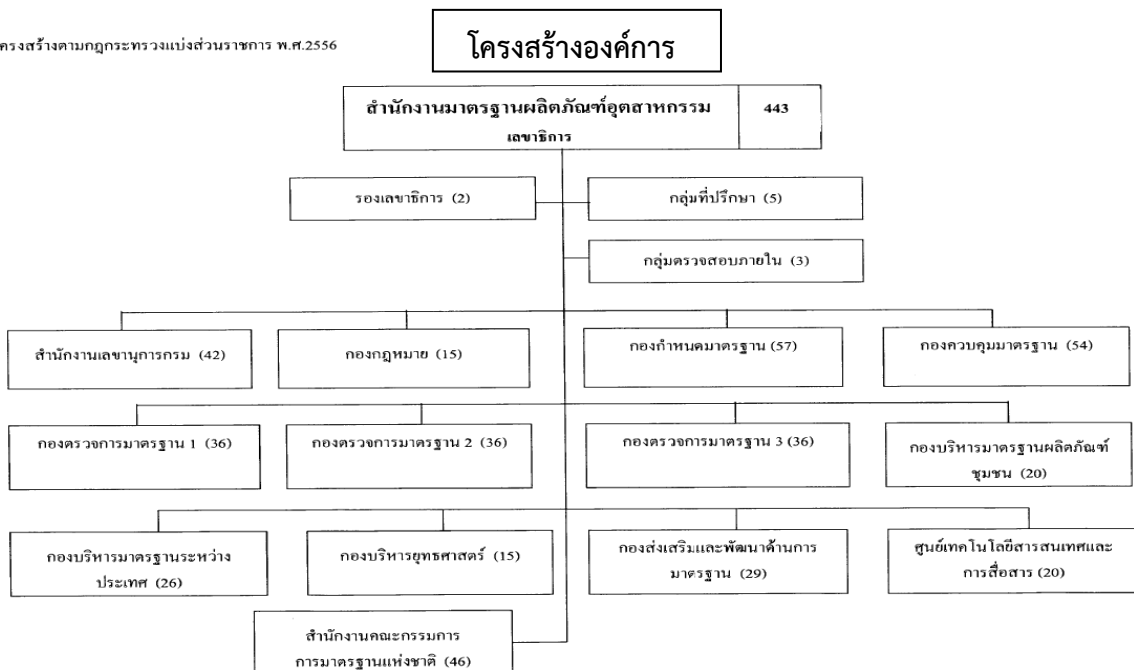 โครงสร้างองค์การ
ครงสร้างตามกฎกระทรวงแบ่งส่วนราชการ พ.ศ.2556
สำนักงานมาตรฐานผลิตภัณฑ์อุตสาหกรรม 443
เลขาธิการ
รองเลขาธิการ (2)
กลุ่มที่ปรึกษา (5)
กลุ่มตรวจสอบภายใน (3)
สำนักงานเลขานุการกรม (42)
กองกฎหมาย (15)
กองกำหนดมาตรฐาน (57)
กองควบคุมมาตรฐาน (54)
กองตรวจการมาตรฐาน 1 (36)
กองตรวจการมาตรฐาน 2 (36)
กองตรวจการมาตรฐาน 3 (36)
กองบริหารมาตรฐานผลิตภัณฑ์
ชุมชน (20)
กองบริหารมาตรฐานระหว่าง
ประเทศ (26)
กองบริหารยุทธศาสตร์ (15)
กองส่งเสริมและพัฒนาด้านการ
มาตรฐาน (29)
ศูนย์เทคโนโลยีสารสนเทศและ
การสื่อสาร (20)
สำนักงานคณะกรรมการ
การมาตรฐานแห่งชาติ (46)